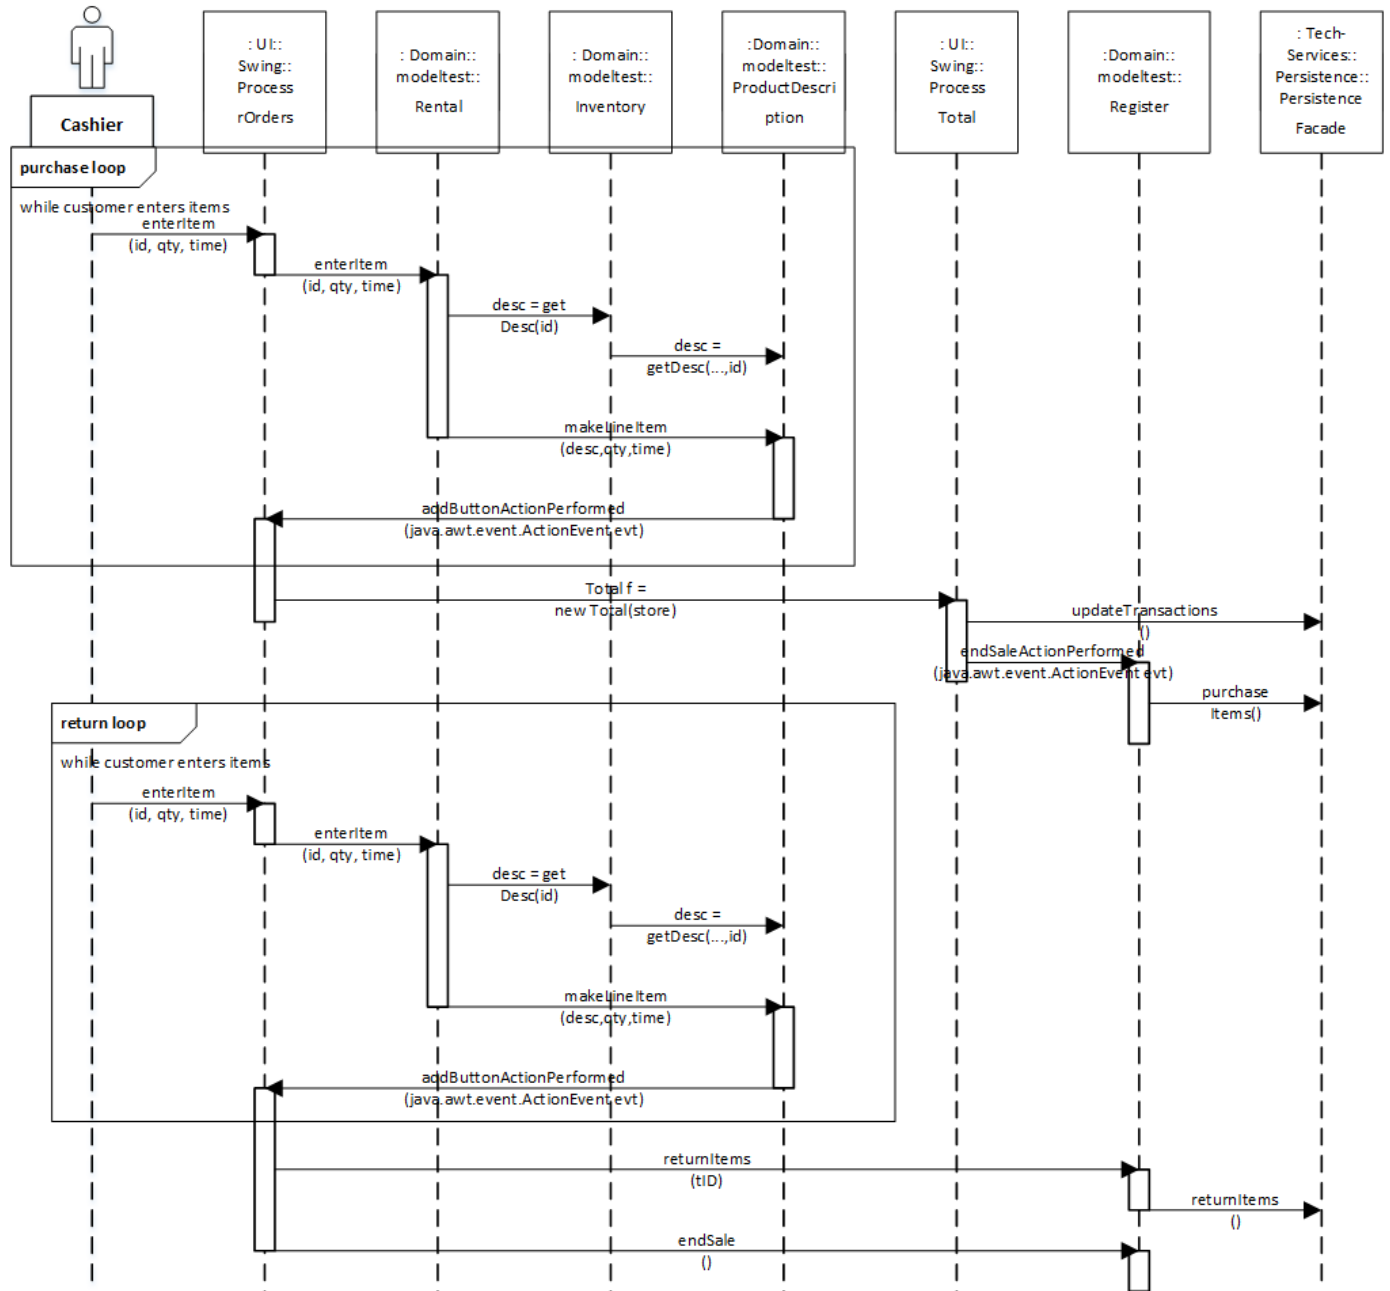 Cashier
: UI::
Swing::
Process
rOrders
: Domain::
modeltest::
Rental
: Domain::
modeltest::
Inventory
:Domain::
modeltest::
ProductDescri
ption
: UI::
Swing::
Process
Total
:Domain::
modeltest::
Register
: Tech-
Services::
Persistence::
Persistence
Facade
purchase loop
while customer enters items
enterItem
(id, qty, time)
enterItem
(id, qty, time)
desc = get
Desc(id)
desc =
getDesc(...,id)
makeLineItem
(desc,qty,time)
addButtonActionPerformed
(java.awt.event.ActionEvent evt)
Total f =
new Total(store)
updateTransactions
()
endSaleActionPerformed
(java.awt.event.ActionEvent evt)
purchase
Items()
return loop
while customer enters items
enterItem
(id, qty, time)
enterItem
(id, qty, time)
desc = get
Desc(id)
desc =
getDesc(...,id)
makeLineItem
(desc,qty,time)
addButtonActionPerformed
(java.awt.event.ActionEvent evt)
returnItems
(tID)
returnItems
()
endSale
()